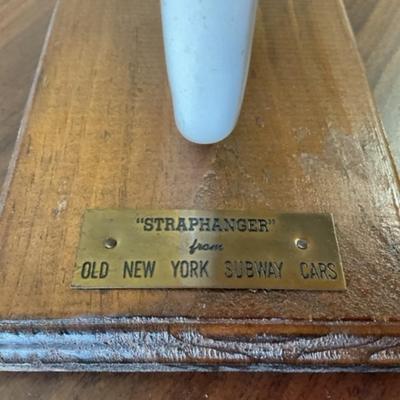 "STRAPHANGER"
from
OLD NEW YORK SUBWAY CARS